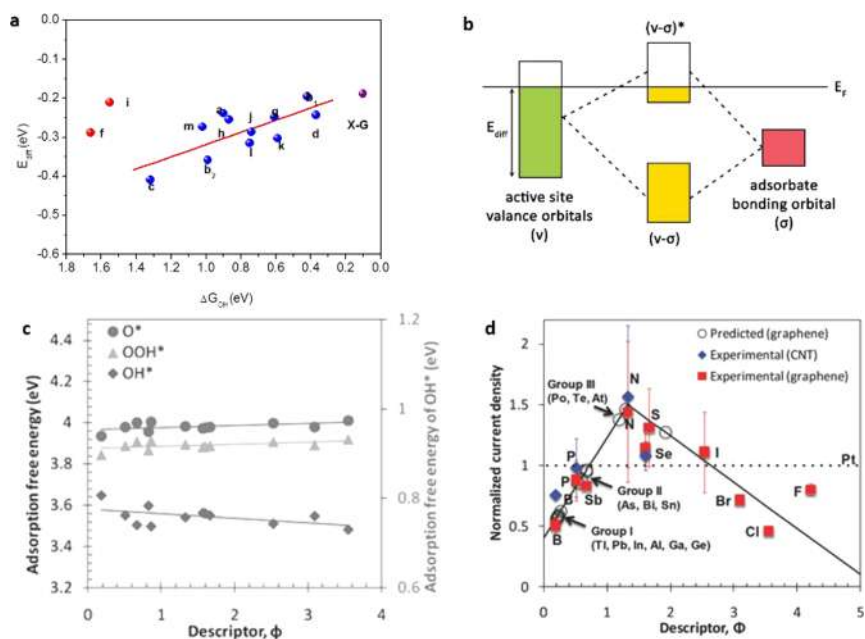 a
E_diff (eV)
-0.1
-0.2
-0.3
-0.4
-0.5
-0.6
1.8 1.6 1.4 1.2 1.0 0.8 0.6 0.4 0.2 0.0
ΔG_OH (eV)
i
f
m
a
h
j
g
d
l
k
b
c
X-G
b
(v-σ)*
E_F
E_diff
active site
valance orbitals
(v)
(v-σ)
adsorbate
bonding orbital
(σ)
c
Adsorption free energy (eV)
4.4
4.2
4
3.8
3.6
3.4
3.2
O*
OOH*
OH*
1.2
1
0.8
0.6
Adsorption free energy of OH* (eV)
0 1 2 3 4
Descriptor, Φ
d
Normalized current density
2
1.5
1
0.5
0
Predicted (graphene)
Experimental (CNT)
Experimental (graphene)
N
Group III
(Po, Te, At)
N
S
Se
I
Pt
P
P
B
Sb
Group II
(As, Bi, Sn)
Br
F
Cl
B
Group I
(Tl, Pb, In, Al, Ga, Ge)
0 1 2 3 4 5
Descriptor, Φ